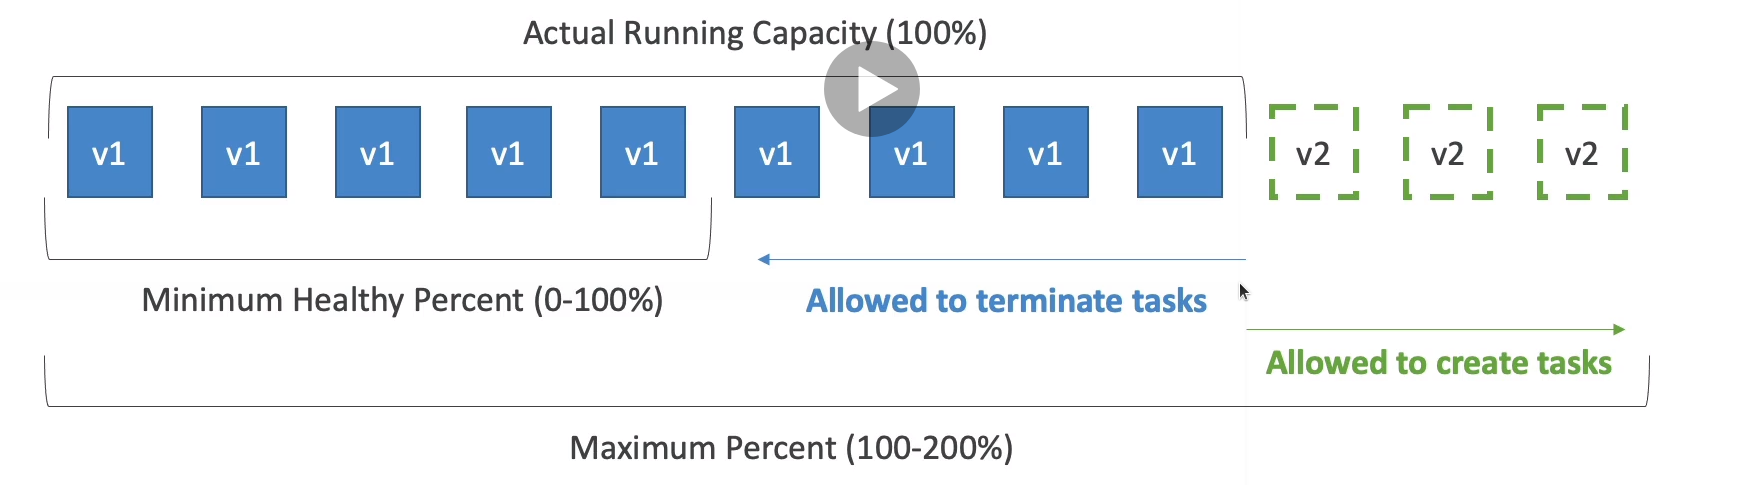 Actual Running Capacity (100%)
v1 v1 v1 v1 v1 v1 v1 v1 v1 v2 v2 v2
Minimum Healthy Percent (0-100%)
Allowed to terminate tasks
Allowed to create tasks
Maximum Percent (100-200%)